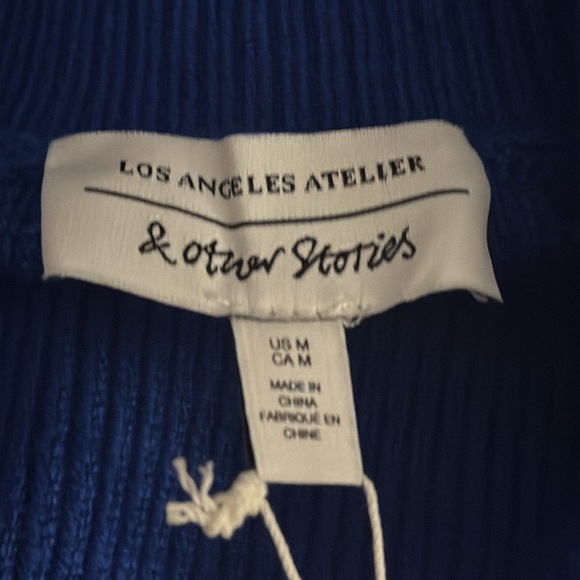 LOS ANGELES ATELIER
& other Stories
US M
CA M
MADE IN
CHINA
FABRIQUÉ EN
CHINE